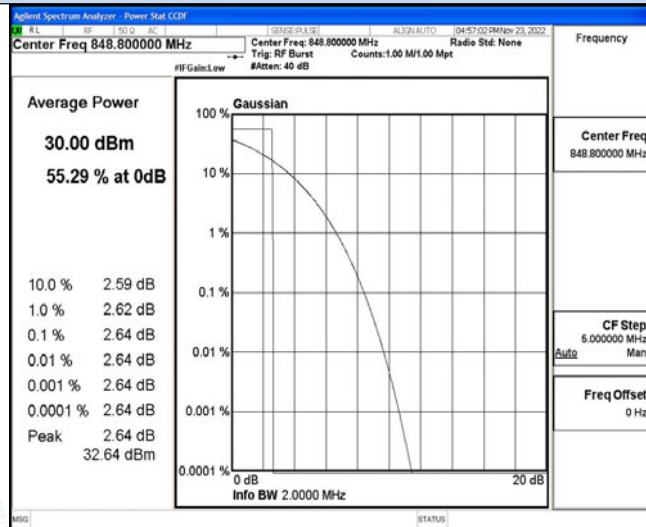 Agilent Spectrum Analyzer - Power Stat CCDF
RL RF 50 Ω AC SENSE:PULSE ALIGN AUTO 04:57:02 PM Nov 23, 2022
Center Freq 848.800000 MHz
Center Freq: 848.800000 MHz Radio Std: None
Trig: RF Burst Counts:1.00 M/1.00 Mpt
#IFGain:Low #Atten: 40 dB
Frequency
Average Power
30.00 dBm
55.29 % at 0dB
10.0 % 2.59 dB
1.0 % 2.62 dB
0.1 % 2.64 dB
0.01 % 2.64 dB
0.001 % 2.64 dB
0.0001 % 2.64 dB
Peak 2.64 dB
32.64 dBm
Gaussian
100 %
10 %
1 %
0.1 %
0.01 %
0.001 %
0.0001 %
0 dB 20 dB
Info BW 2.0000 MHz
Center Freq
848.800000 MHz
CF Step
5.000000 MHz
Auto Man
Freq Offset
0 Hz
MSG STATUS